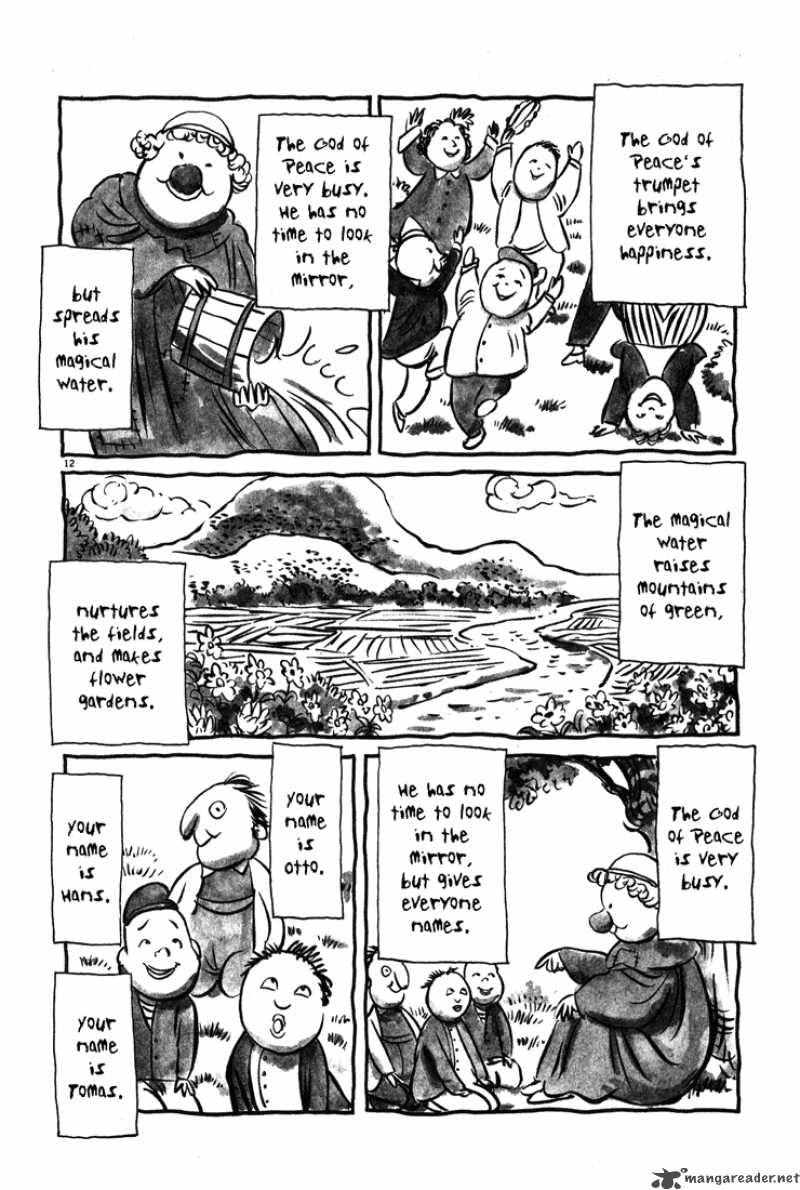 The God of
Peace's
trumpet
brings
everyone
happiness.
The God of
Peace is
very busy.
He has no
time to look
in the
mirror,
but
spreads
his
magical
water.
12
The magical
water
raises
mountains
of green,
nurtures
the fields,
and makes
flower
gardens.
The God
of Peace
is very
busy.
He has no
time to look
in the
mirror,
but gives
everyone
names.
your
name
is
Otto.
your
name
is
Hans.
your
name
is
Tomas.
mangareader.net